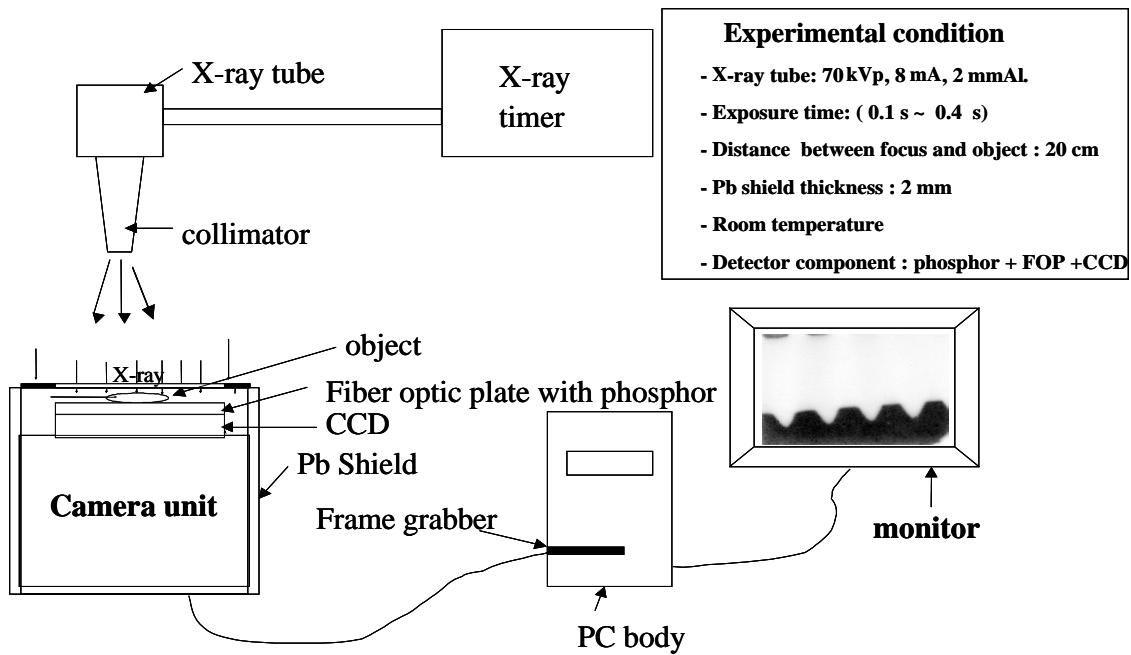 X-ray tube
X-ray
timer
collimator
Experimental condition
- X-ray tube: 70 kVp, 8 mA, 2 mmAl.
- Exposure time: ( 0.1 s ~ 0.4 s)
- Distance between focus and object : 20 cm
- Pb shield thickness : 2 mm
- Room temperature
- Detector component : phosphor + FOP +CCD
object
X-ray
Fiber optic plate with phosphor
CCD
Pb Shield
Camera unit
Frame grabber
monitor
PC body